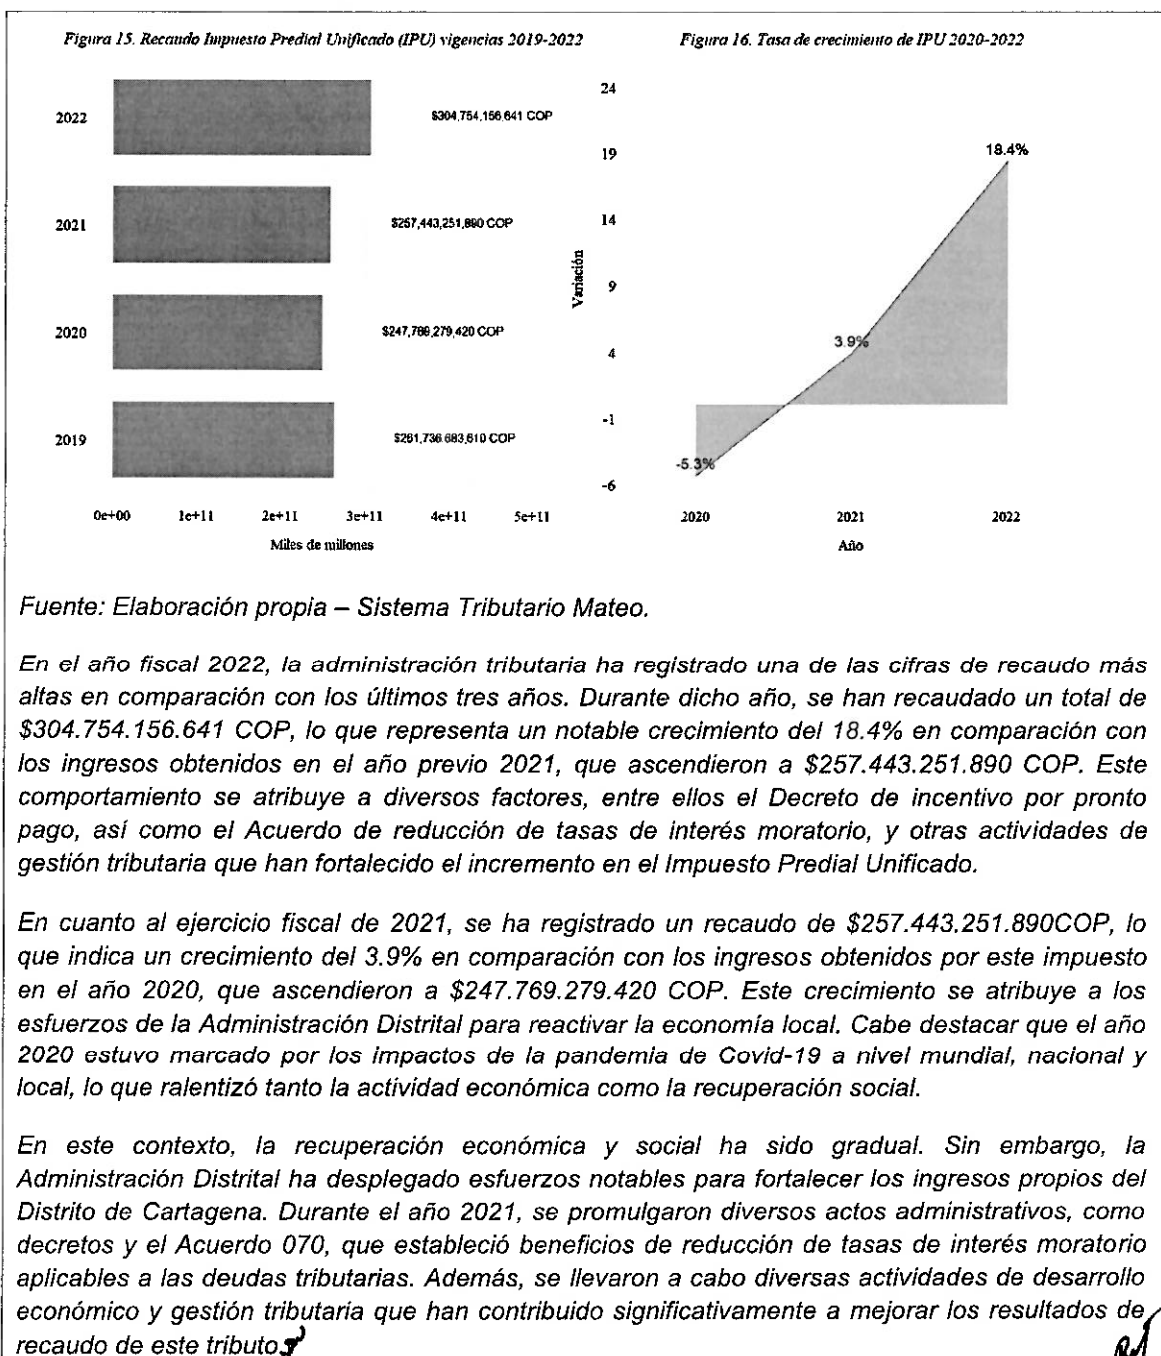 Figura 15. Recaudo Impuesto Predial Unificado (IPU) vigencias 2019-2022
2022
$304,754,156,641 COP
2021
$257,443,251,890 COP
2020
$247,769,279,420 COP
2019
$261,736,683,610 COP
0e+00 1e+11 2e+11 3e+11 4e+11 5e+11
Miles de millones
Figura 16. Tasa de crecimiento de IPU 2020-2022
24
19
14
9
4
-1
-6
Variación
18.4%
3.9%
-5.3%
2020 2021 2022
Año
Fuente: Elaboración propia – Sistema Tributario Mateo.
En el año fiscal 2022, la administración tributaria ha registrado una de las cifras de recaudo más
altas en comparación con los últimos tres años. Durante dicho año, se han recaudado un total de
$304.754.156.641 COP, lo que representa un notable crecimiento del 18.4% en comparación con
los ingresos obtenidos en el año previo 2021, que ascendieron a $257.443.251.890 COP. Este
comportamiento se atribuye a diversos factores, entre ellos el Decreto de incentivo por pronto
pago, así como el Acuerdo de reducción de tasas de interés moratorio, y otras actividades de
gestión tributaria que han fortalecido el incremento en el Impuesto Predial Unificado.
En cuanto al ejercicio fiscal de 2021, se ha registrado un recaudo de $257.443.251.890COP, lo
que indica un crecimiento del 3.9% en comparación con los ingresos obtenidos por este impuesto
en el año 2020, que ascendieron a $247.769.279.420 COP. Este crecimiento se atribuye a los
esfuerzos de la Administración Distrital para reactivar la economía local. Cabe destacar que el año
2020 estuvo marcado por los impactos de la pandemia de Covid-19 a nivel mundial, nacional y
local, lo que ralentizó tanto la actividad económica como la recuperación social.
En este contexto, la recuperación económica y social ha sido gradual. Sin embargo, la
Administración Distrital ha desplegado esfuerzos notables para fortalecer los ingresos propios del
Distrito de Cartagena. Durante el año 2021, se promulgaron diversos actos administrativos, como
decretos y el Acuerdo 070, que estableció beneficios de reducción de tasas de interés moratorio
aplicables a las deudas tributarias. Además, se llevaron a cabo diversas actividades de desarrollo
económico y gestión tributaria que han contribuido significativamente a mejorar los resultados de
recaudo de este tributo.